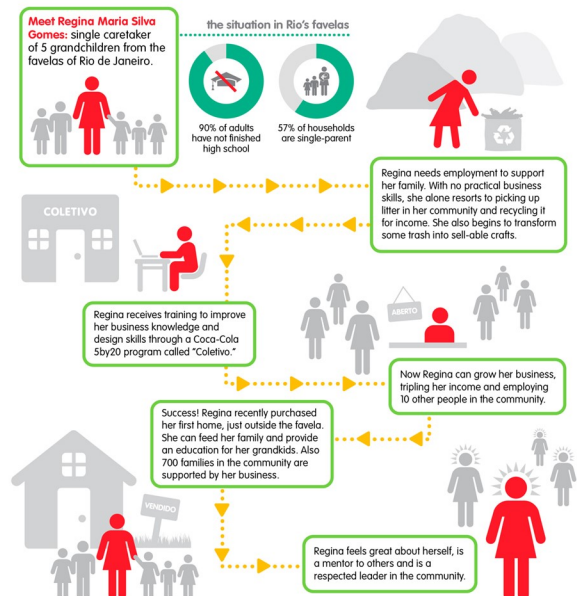 Meet Regina Maria Silva
Gomes: single caretaker
of 5 grandchildren from the
favelas of Rio de Janeiro.
the situation in Rio's favelas
90% of adults
have not finished
high school
57% of households
are single-parent
Regina needs employment to support
her family. With no practical business
skills, she alone resorts to picking up
litter in her community and recycling it
for income. She also begins to transform
some trash into sell-able crafts.
COLETIVO
Regina receives training to improve
her business knowledge and
design skills through a Coca-Cola
5by20 program called "Coletivo."
ABERTO
Now Regina can grow her business,
tripling her income and employing
10 other people in the community.
Success! Regina recently purchased
her first home, just outside the favela.
She can feed her family and provide
an education for her grandkids. Also
700 families in the community are
supported by her business.
VENDIDO
Regina feels great about herself, is
a mentor to others and is a
respected leader in the community.